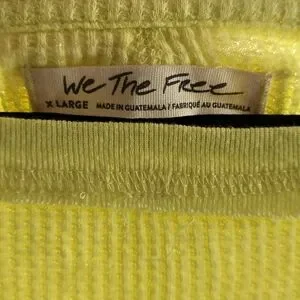 We The Free
X LARGE MADE IN GUATEMALA / FABRIQUÉ AU GUATEMALA